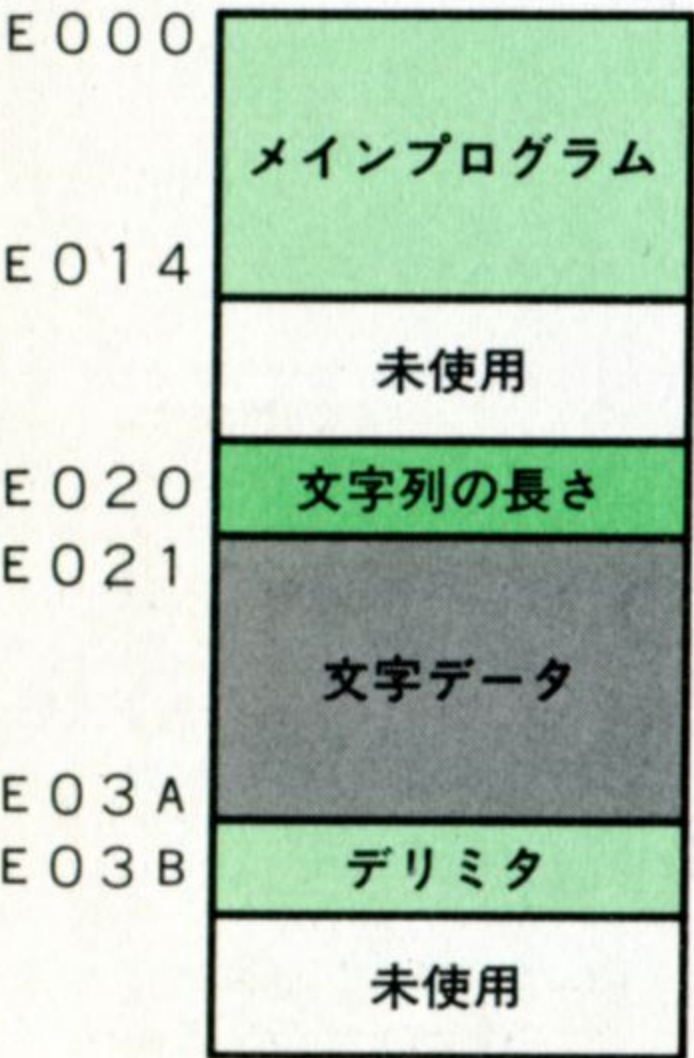 E000
メインプログラム
E014
未使用
E020 文字列の長さ
E021
文字データ
E03A
E03B デリミタ
未使用